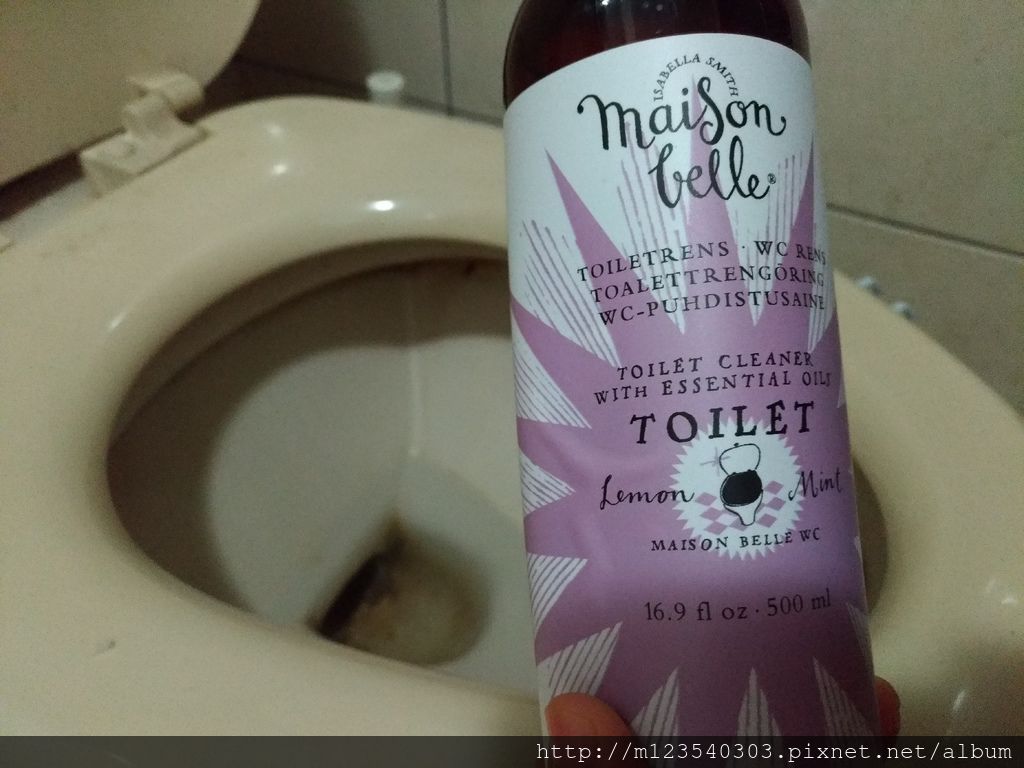 ISABELLA SMITH
maison
belle®
TOILETRENS · WC RENS
TOALETTRENGÖRING
WC-PUHDISTUSAINE
TOILET CLEANER
WITH ESSENTIAL OILS
TOILET
Lemon Mint
MAISON BELLE WC
16.9 fl oz · 500 ml
http://m123540303.pixnet.net/album